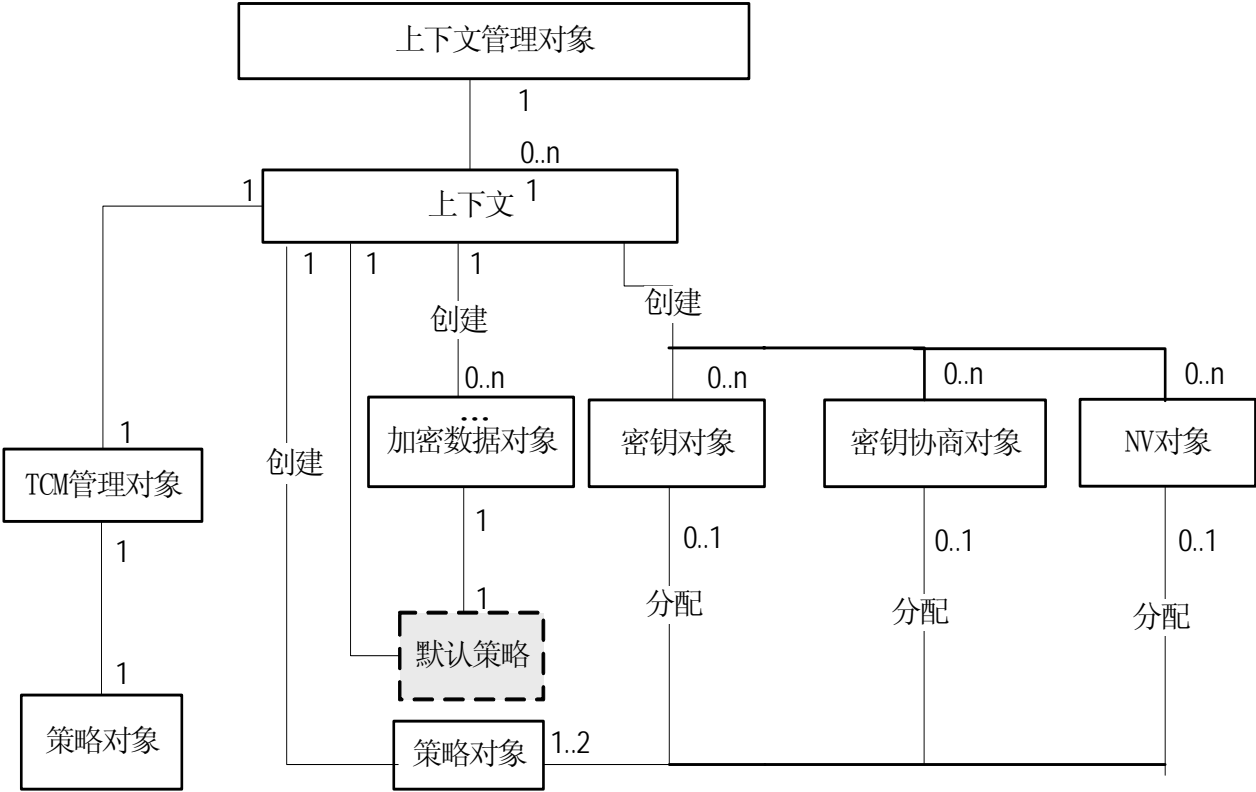 上下文管理对象
1
0..n
1
上下文
1
1
1
1
创建
创建
0..n
0..n
0..n
0..n
...
加密数据对象
密钥对象
密钥协商对象
NV对象
1
创建
TCM管理对象
1
1
0..1
0..1
0..1
1
分配
分配
分配
默认策略
1
策略对象
策略对象
1..2